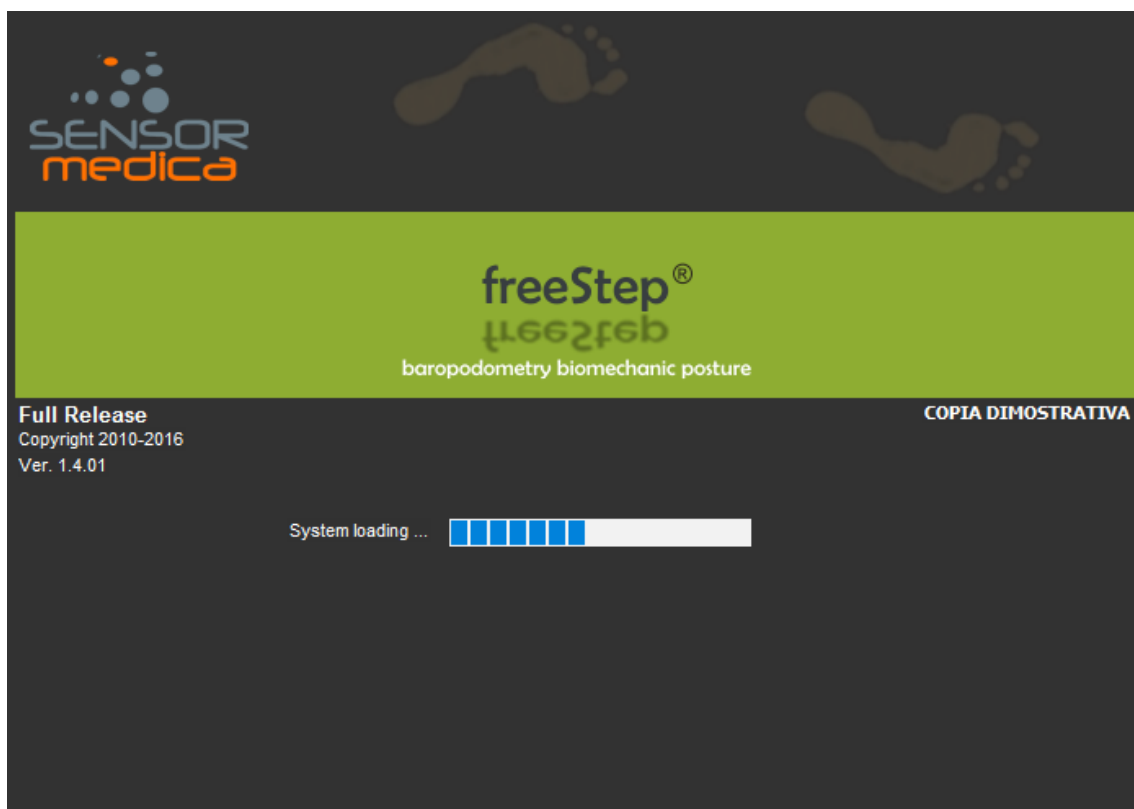 SENSOR
medica
freeStep®
freeStep
baropodometry biomechanic posture
Full Release
COPIA DIMOSTRATIVA
Copyright 2010-2016
Ver. 1.4.01
System loading ...